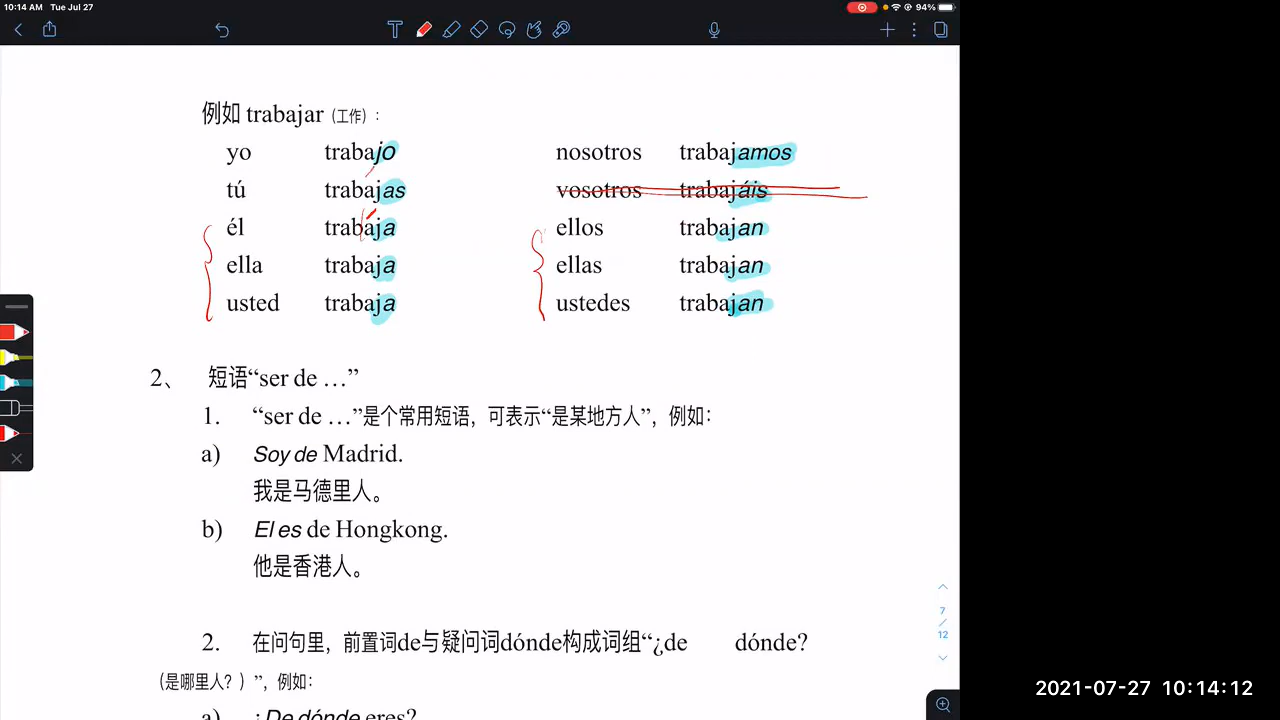 10:14 AM Tue Jul 27
94%
例如 trabajar（工作）:
yo trabajo nosotros trabajamos
tú trabajas vosotros trabajáis
él trabaja ellos trabajan
ella trabaja ellas trabajan
usted trabaja ustedes trabajan
2、 短语“ser de …”
1. “ser de …”是个常用短语，可表示“是某地方人”，例如：
a) Soy de Madrid.
我是马德里人。
b) El es de Hongkong.
他是香港人。
7
/
12
2. 在问句里，前置词de与疑问词dónde构成词组“¿de dónde?
（是哪里人？）”，例如：
a) ¿De dónde eres?
2021-07-27 10:14:12